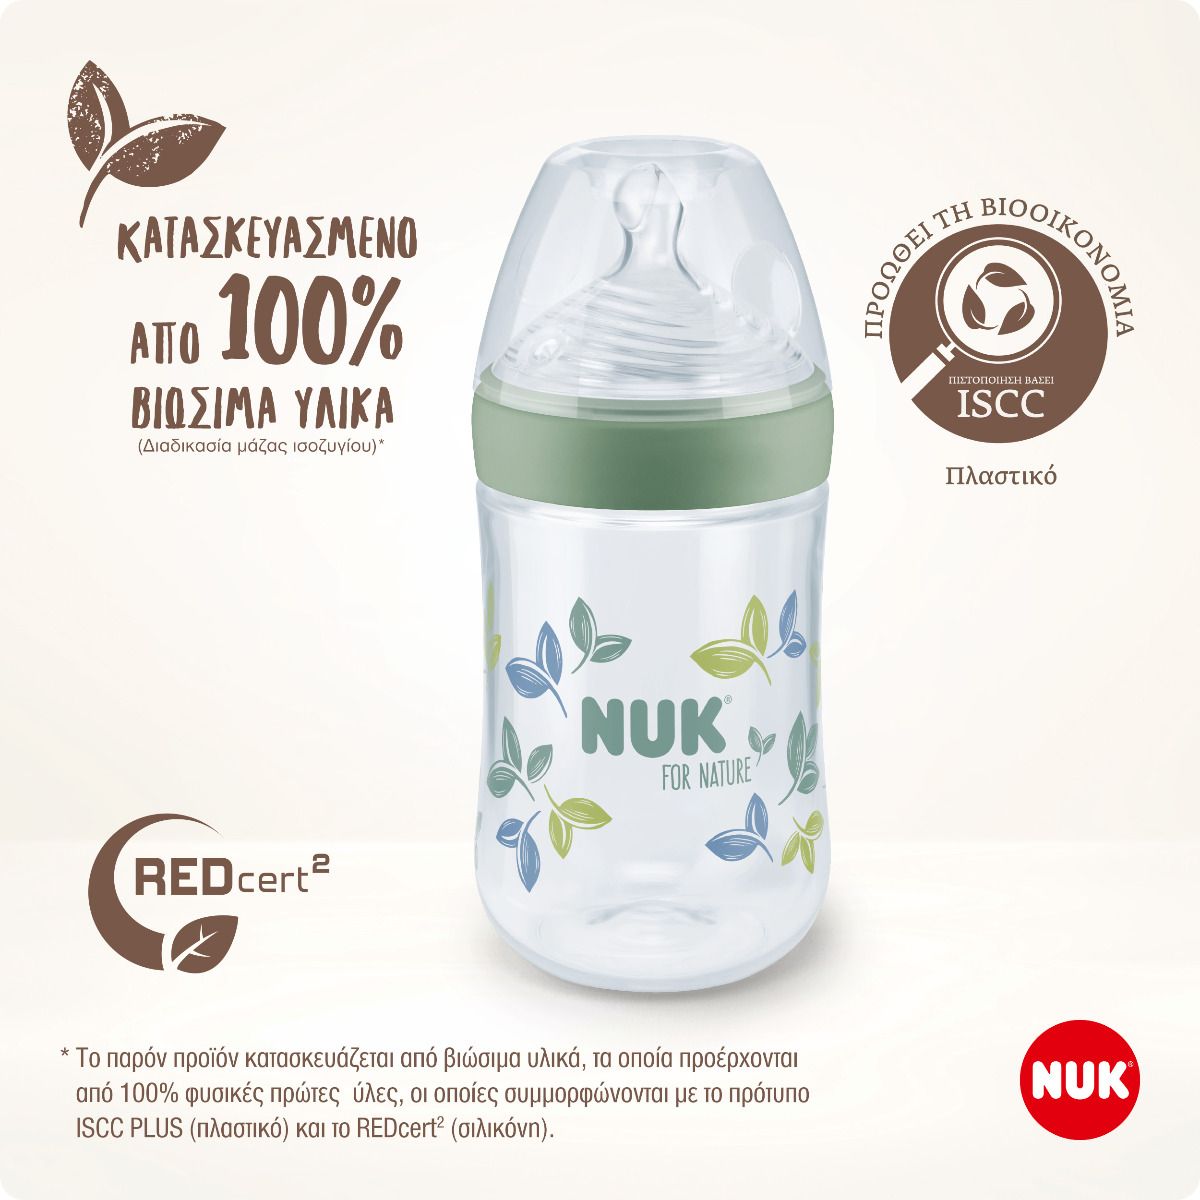 ΚΑΤΑΣΚΕΥΑΣΜΕΝΟ
ΑΠΟ 100%
ΒΙΩΣΙΜΑ ΥΛΙΚΑ
(Διαδικασία μάζας ισοζυγίου)*
ΠΡΟΩΘΕΙ ΤΗ ΒΙΟΟΙΚΟΝΟΜΙΑ
ΠΙΣΤΟΠΟΙΗΣΗ ΒΑΣΕΙ
ISCC
Πλαστικό
NUK®
FOR NATURE
REDcert²
* Το παρόν προϊόν κατασκευάζεται από βιώσιμα υλικά, τα οποία προέρχονται
από 100% φυσικές πρώτες ύλες, οι οποίες συμμορφώνονται με το πρότυπο
ISCC PLUS (πλαστικό) και το REDcert² (σιλικόνη).
NUK®